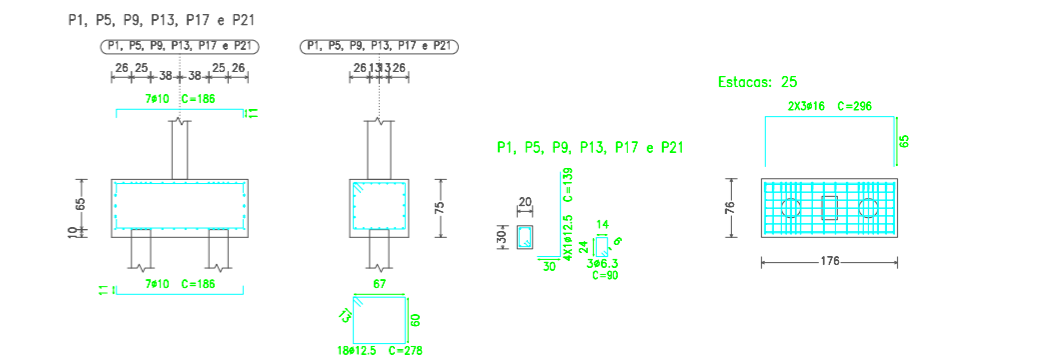 P1, P5, P9, P13, P17 e P21
P1, P5, P9, P13, P17 e P21
26 25 38 38 25 26
7ø10 C=186
11
65
10
11
7ø10 C=186
P1, P5, P9, P13, P17 e P21
26 13 13 26
75
67
13
60
18ø12.5 C=278
P1, P5, P9, P13, P17 e P21
20
30
4X1ø12.5 C=139
30
14
24
8
3ø6.3
C=90
Estacas: 25
2X3ø16 C=296
65
76
176